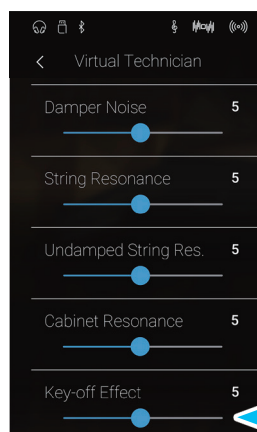 Virtual Technician
Damper Noise 5
String Resonance 5
Undamped String Res. 5
Cabinet Resonance 5
Key-off Effect 5